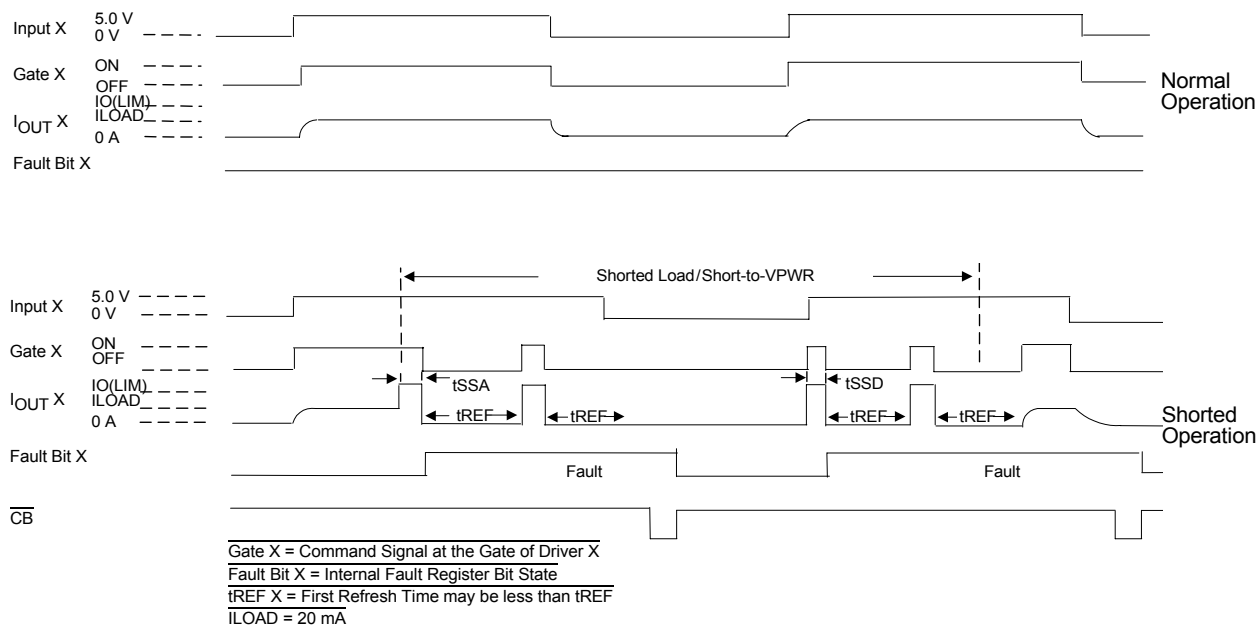 Input X 5.0 V
0 V
Gate X ON
OFF
Normal
Operation
IO(LIM)
IOUT X ILOAD
0 A
Fault Bit X
Shorted Load/Short-to-VPWR
Input X 5.0 V
0 V
Gate X ON
OFF
tSSA tSSD
IO(LIM)
IOUT X ILOAD
0 A
tREF tREF tREF tREF
Shorted
Operation
Fault Bit X
Fault Fault
CB
Gate X = Command Signal at the Gate of Driver X
Fault Bit X = Internal Fault Register Bit State
tREF X = First Refresh Time may be less than tREF
ILOAD = 20 mA